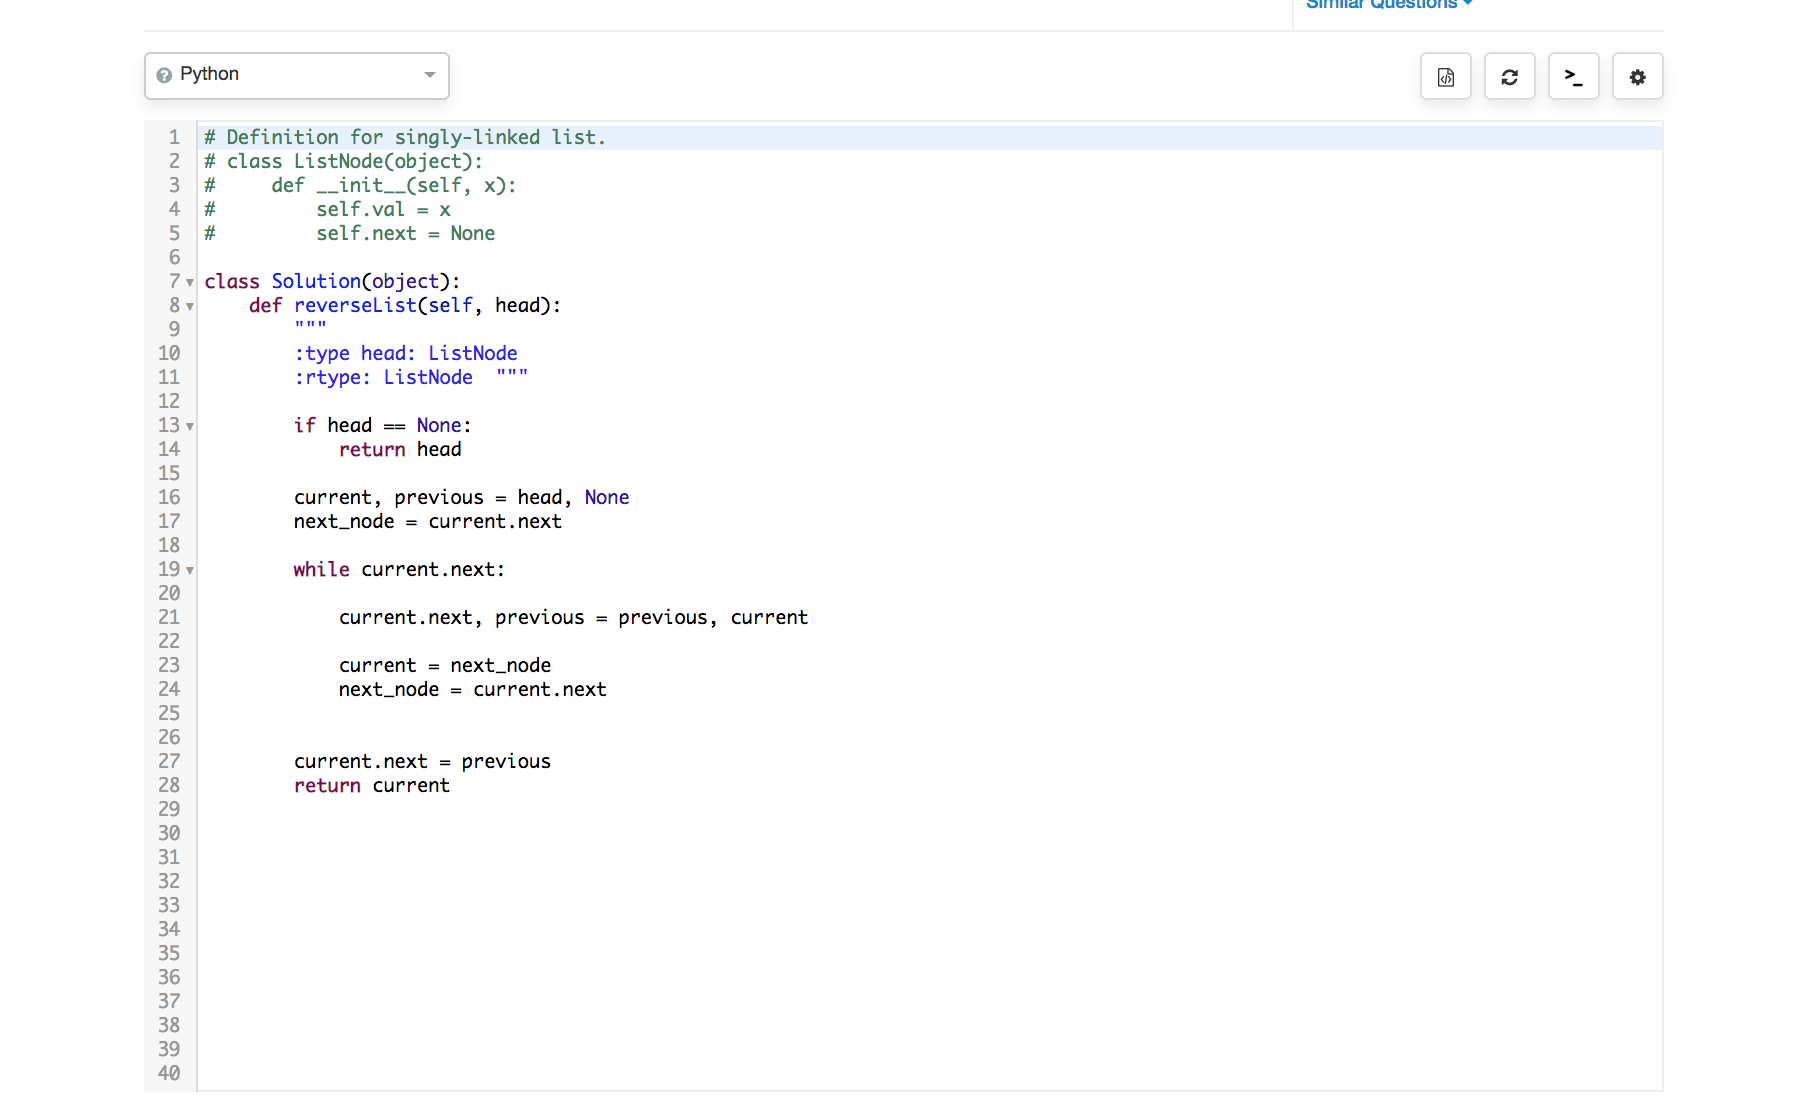 Similar Questions
Python
>_
1 # Definition for singly-linked list.
2 # class ListNode(object):
3 #     def __init__(self, x):
4 #         self.val = x
5 #         self.next = None
6
7 class Solution(object):
8     def reverseList(self, head):
9         """
10         :type head: ListNode
11         :rtype: ListNode  """
12
13         if head == None:
14             return head
15
16         current, previous = head, None
17         next_node = current.next
18
19         while current.next:
20
21             current.next, previous = previous, current
22
23             current = next_node
24             next_node = current.next
25
26
27         current.next = previous
28         return current
29
30
31
32
33
34
35
36
37
38
39
40